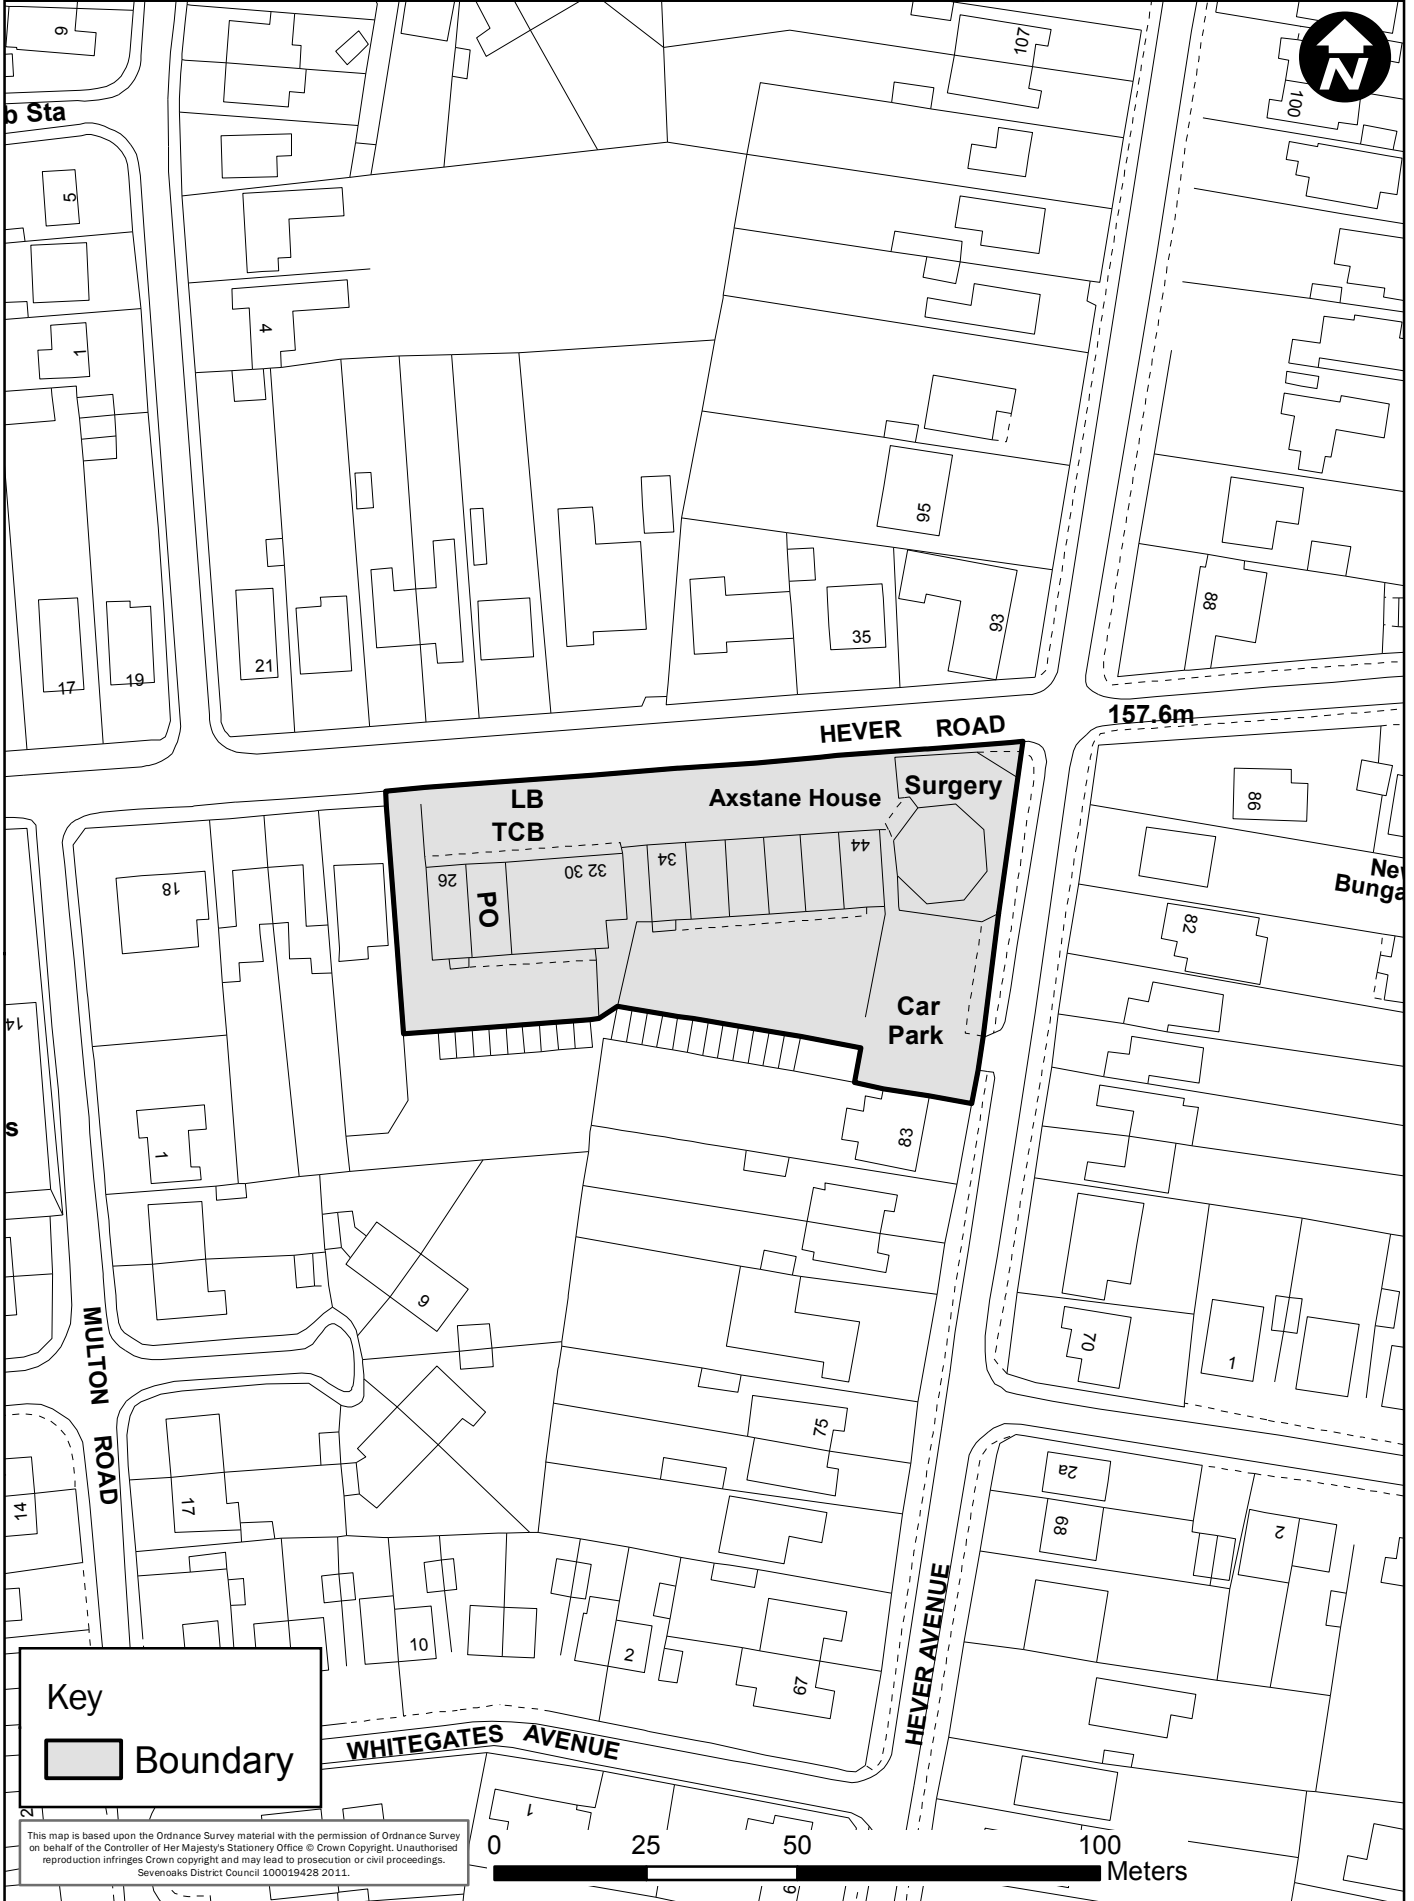 9
107
100
N
b Sta
5
4
1
95
93
88
17
19
21
35
HEVER ROAD
157.6m
LB
TCB
Axstane House
Surgery
86
18
26
PO
32 30
34
44
82
14
Car
Park
s
1
83
9
MULTON ROAD
70
1
75
2a
17
14
68
2
10
2
67
HEVER AVENUE
WHITEGATES AVENUE
Key
Boundary
1
2
This map is based upon the Ordnance Survey material with the permission of Ordnance Survey
on behalf of the Controller of Her Majesty's Stationery Office © Crown Copyright. Unauthorised
reproduction infringes Crown copyright and may lead to prosecution or civil proceedings.
Sevenoaks District Council 100019428 2011.
0 25 50 100
Meters